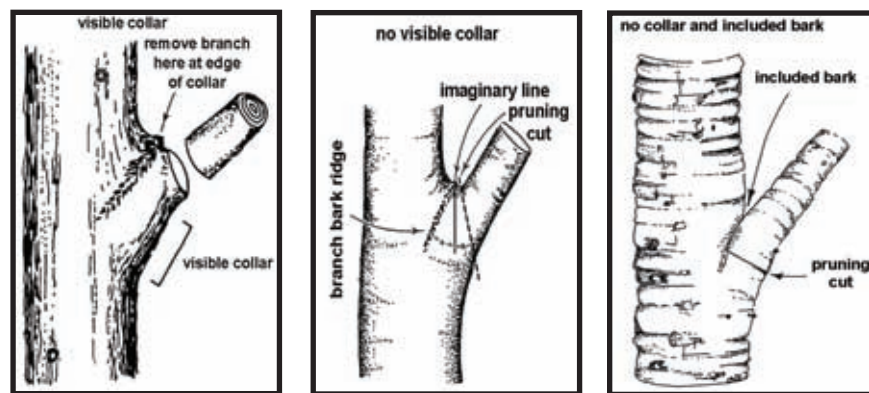 visible collar
remove branch
here at edge
of collar
visible collar
no visible collar
imaginary line
pruning
cut
branch bark ridge
no collar and included bark
included bark
pruning
cut